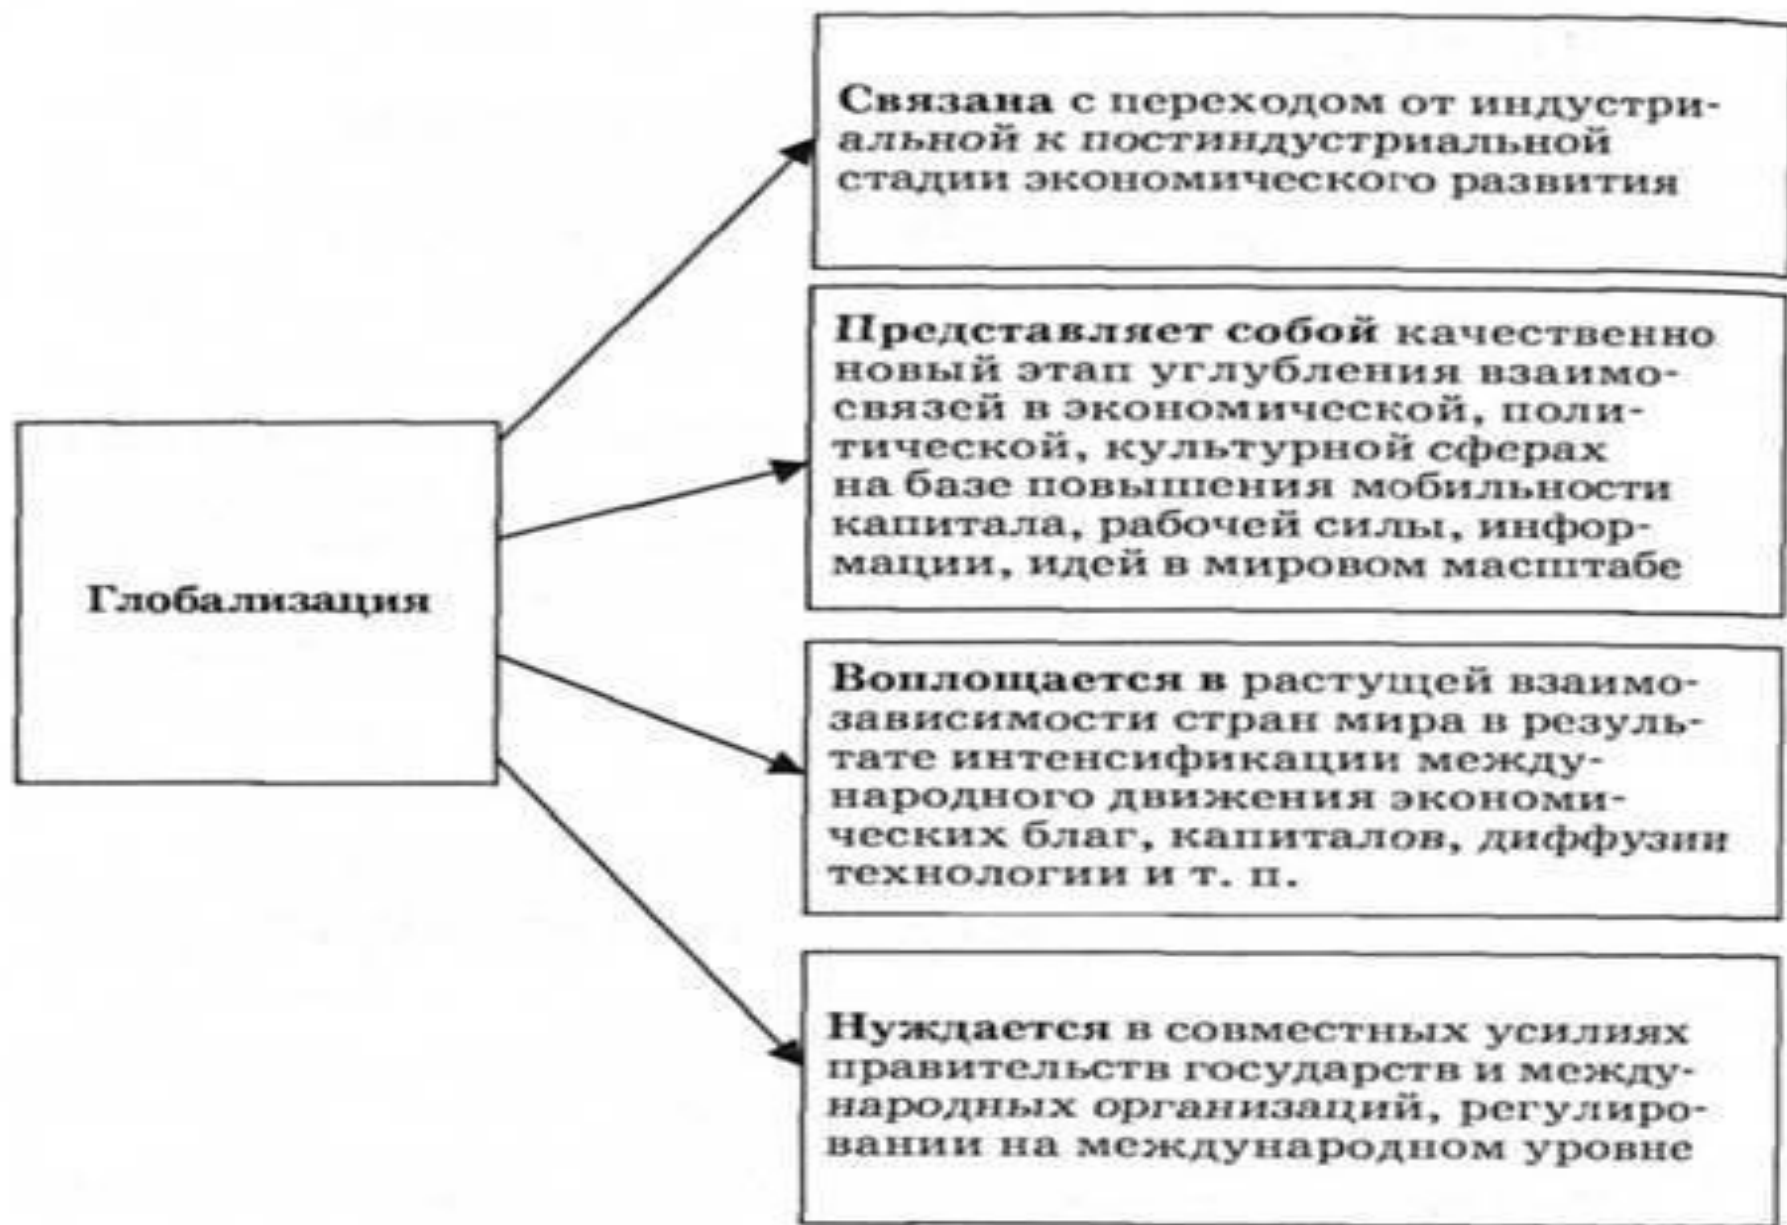 Глобализация
Связана с переходом от индустри-
альной к постиндустриальной
стадии экономического развития
Представляет собой качественно
новый этап углубления взаимо-
связей в экономической, поли-
тической, культурной сферах
на базе повышения мобильности
капитала, рабочей силы, инфор-
мации, идей в мировом масштабе
Воплощается в растущей взаимо-
зависимости стран мира в резуль-
тате интенсификации между-
народного движения экономи-
ческих благ, капиталов, диффузии
технологии и т. п.
Нуждается в совместных усилиях
правительств государств и между-
народных организаций, регулиро-
вании на международном уровне